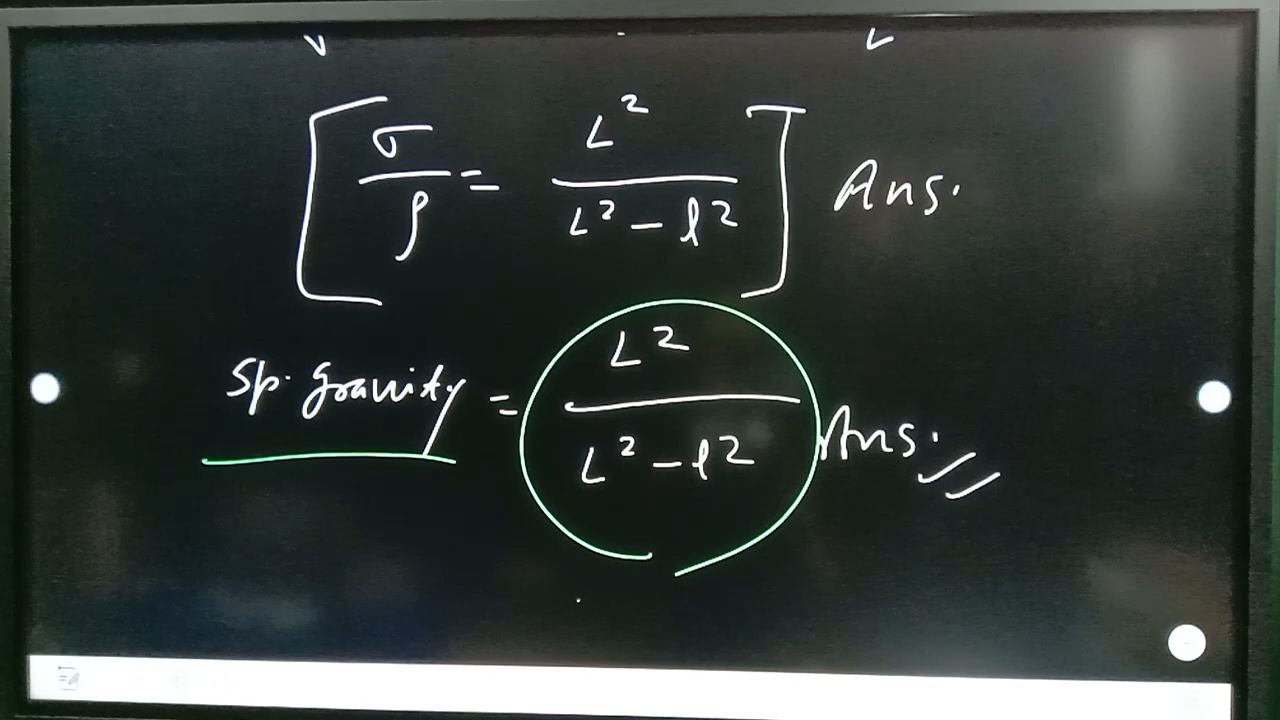 [σ/ρ = L²/(L² – l²)] Ans.
Sp. gravity = L²/(L² – l²) Ans.